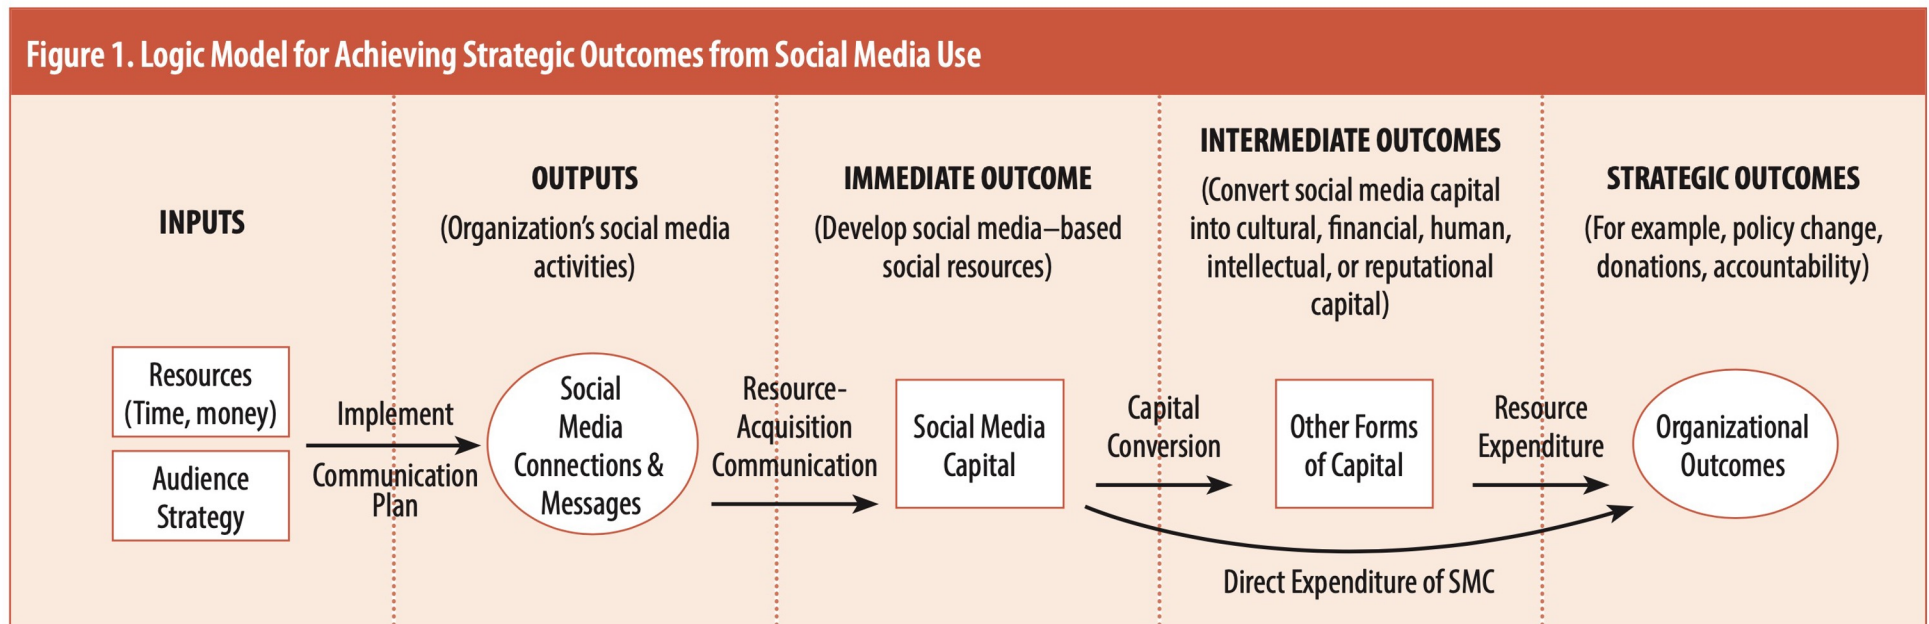 Figure 1. Logic Model for Achieving Strategic Outcomes from Social Media Use
INPUTS
OUTPUTS
(Organization's social media
activities)
IMMEDIATE OUTCOME
(Develop social media–based
social resources)
INTERMEDIATE OUTCOMES
(Convert social media capital
into cultural, financial, human,
intellectual, or reputational
capital)
STRATEGIC OUTCOMES
(For example, policy change,
donations, accountability)
Resources
(Time, money)
Audience
Strategy
Implement
Communication
Plan
Social
Media
Connections &
Messages
Resource-
Acquisition
Communication
Social Media
Capital
Capital
Conversion
Other Forms
of Capital
Resource
Expenditure
Organizational
Outcomes
Direct Expenditure of SMC